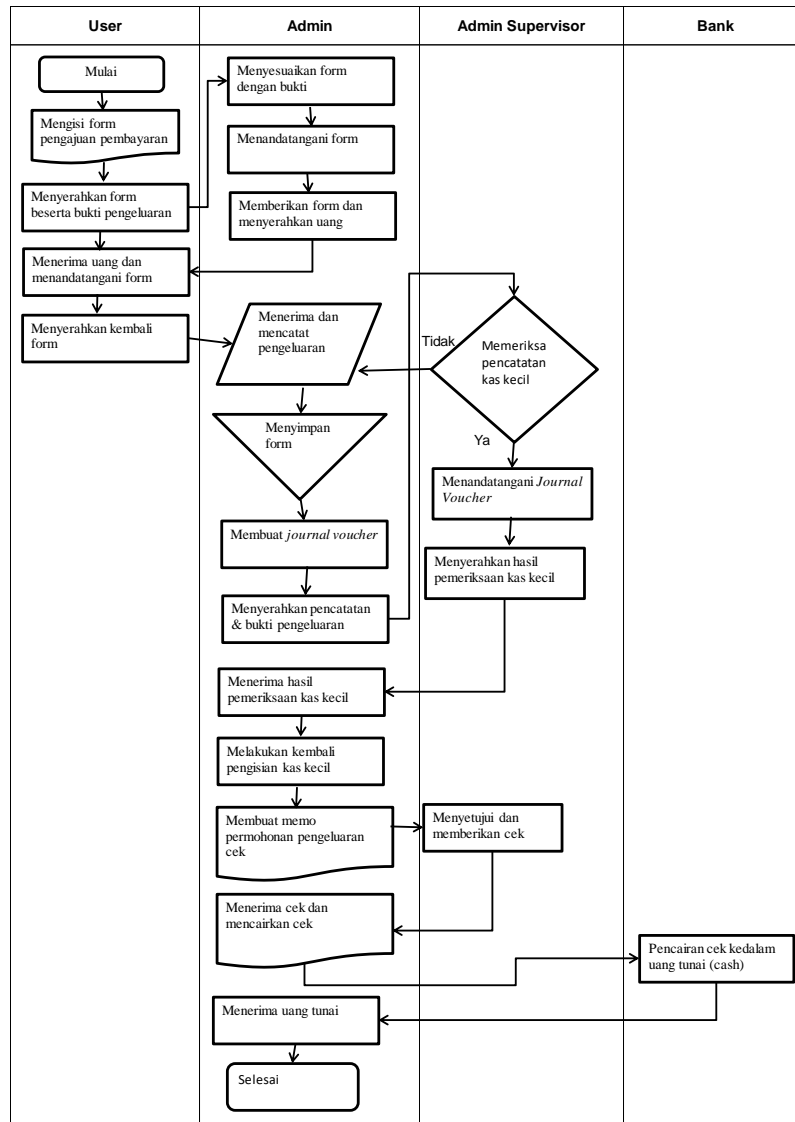 User
Admin
Admin Supervisor
Bank
Mulai
Mengisi form
pengajuan pembayaran
Menyerahkan form
beserta bukti pengeluaran
Menyesuaikan form
dengan bukti
Menandatangani form
Memberikan form dan
menyerahkan uang
Menerima uang dan
menandatangani form
Menyerahkan kembali
form
Menerima dan
mencatat
pengeluaran
Menyimpan
form
Membuat journal voucher
Menyerahkan pencatatan
& bukti pengeluaran
Memeriksa
pencatatan
kas kecil
Tidak
Ya
Menandatangani Journal
Voucher
Menyerahkan hasil
pemeriksaan kas kecil
Menerima hasil
pemeriksaan kas kecil
Melakukan kembali
pengisian kas kecil
Membuat memo
permohonan pengeluaran
cek
Menyetujui dan
memberikan cek
Menerima cek dan
mencairkan cek
Pencairan cek kedalam
uang tunai (cash)
Menerima uang tunai
Selesai